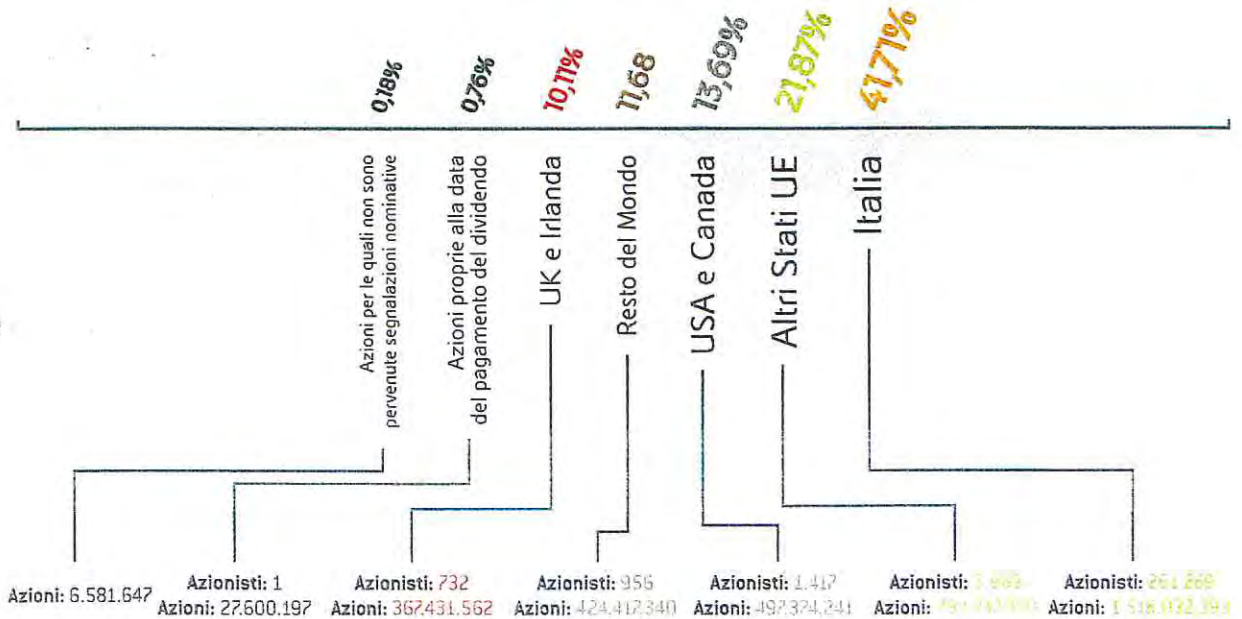 0,18%
0,76%
10,11%
11,68
13,69%
21,87%
41,71%
Azioni per le quali non sono
pervenute segnalazioni nominative
Azioni proprie alla data
del pagamento del dividendo
UK e Irlanda
Resto del Mondo
USA e Canada
Altri Stati UE
Italia
Azioni: 6.581.647
Azionisti: 1
Azioni: 27.600.197
Azionisti: 732
Azioni: 367.431.562
Azionisti: 956
Azioni: 424.417.340
Azionisti: 1.417
Azioni: 497.374.241
Azionisti:
Azioni:
Azionisti: 261.269
Azioni: